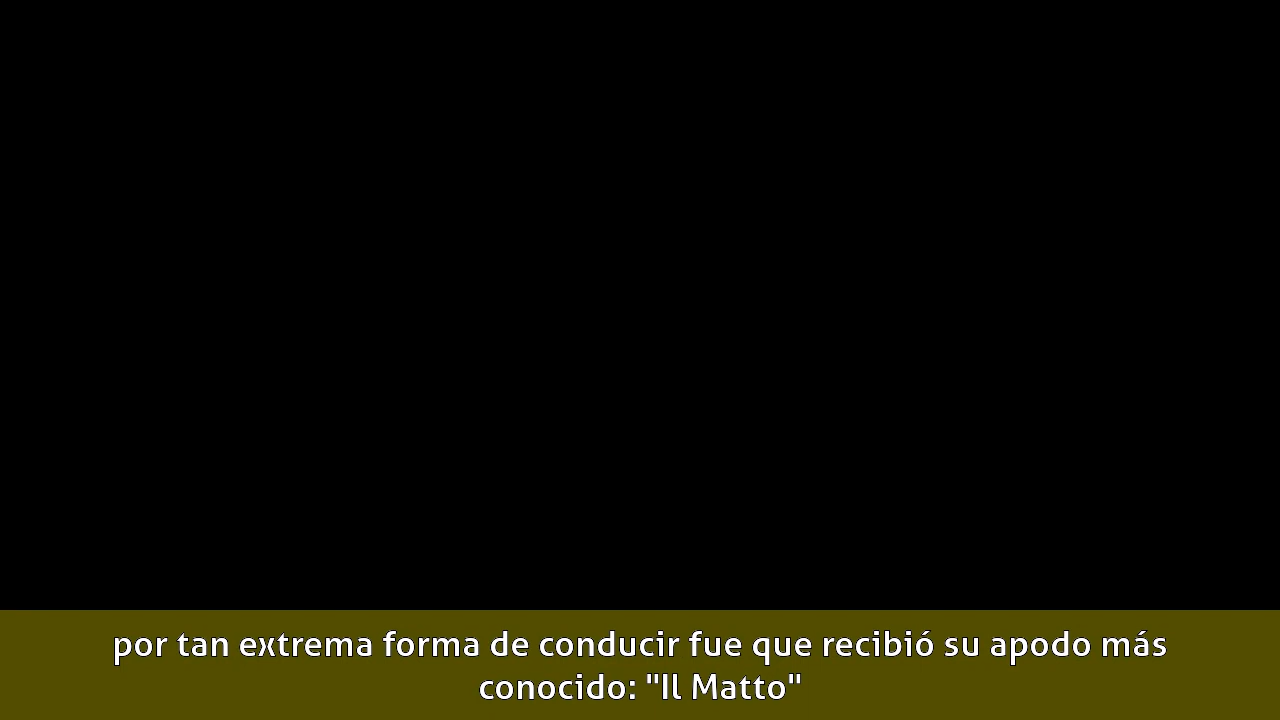 por tan extrema forma de conducir fue que recibió su apodo más
conocido: "Il Matto"